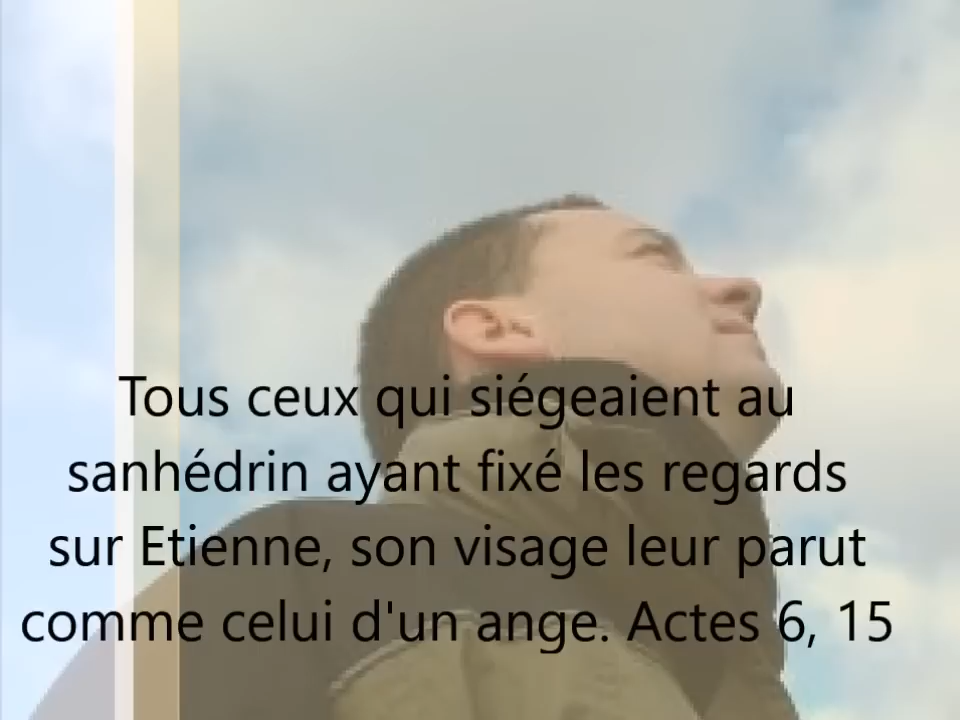 Tous ceux qui siégeaient au
sanhédrin ayant fixé les regards
sur Etienne, son visage leur parut
comme celui d'un ange. Actes 6, 15